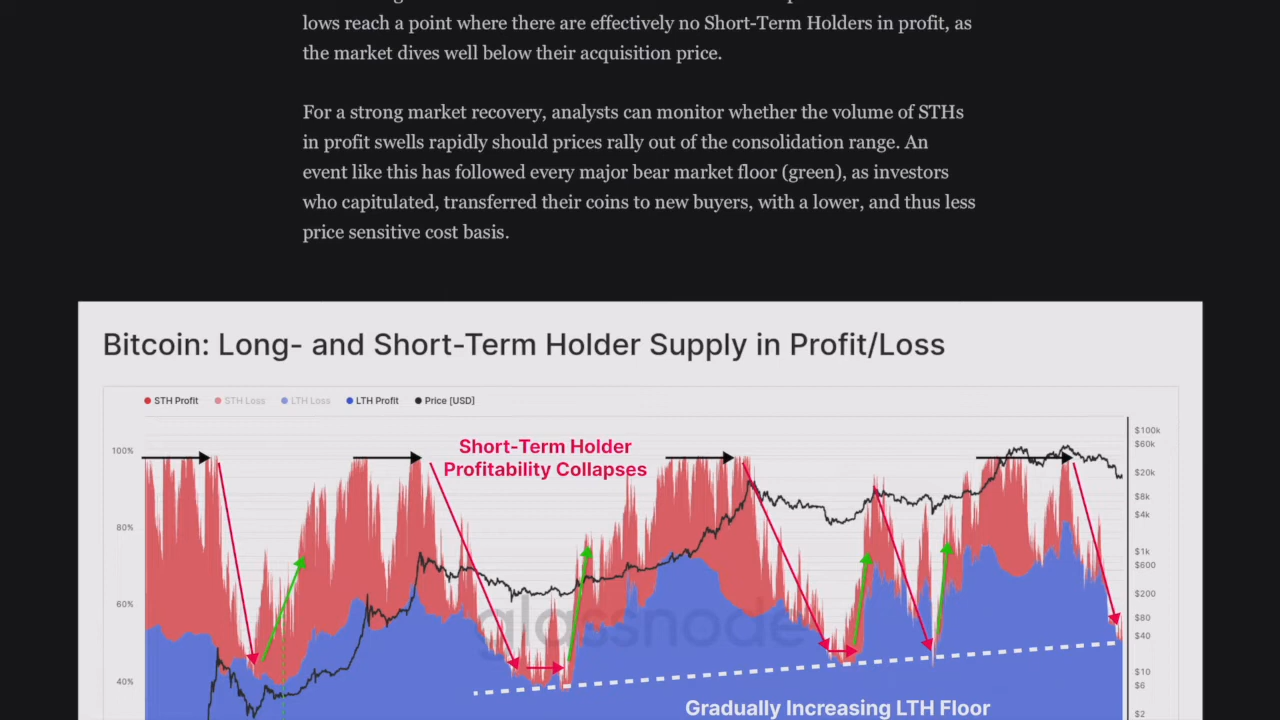 lows reach a point where there are effectively no Short-Term Holders in profit, as
the market dives well below their acquisition price.
For a strong market recovery, analysts can monitor whether the volume of STHs
in profit swells rapidly should prices rally out of the consolidation range. An
event like this has followed every major bear market floor (green), as investors
who capitulated, transferred their coins to new buyers, with a lower, and thus less
price sensitive cost basis.
Bitcoin: Long- and Short-Term Holder Supply in Profit/Loss
STH Profit STH Loss LTH Loss LTH Profit Price [USD]
Short-Term Holder
Profitability Collapses
100%
80%
60%
40%
$100k
$60k
$20k
$8k
$4k
$1k
$600
$200
$80
$40
$10
$6
$2
glassnode
Gradually Increasing LTH Floor